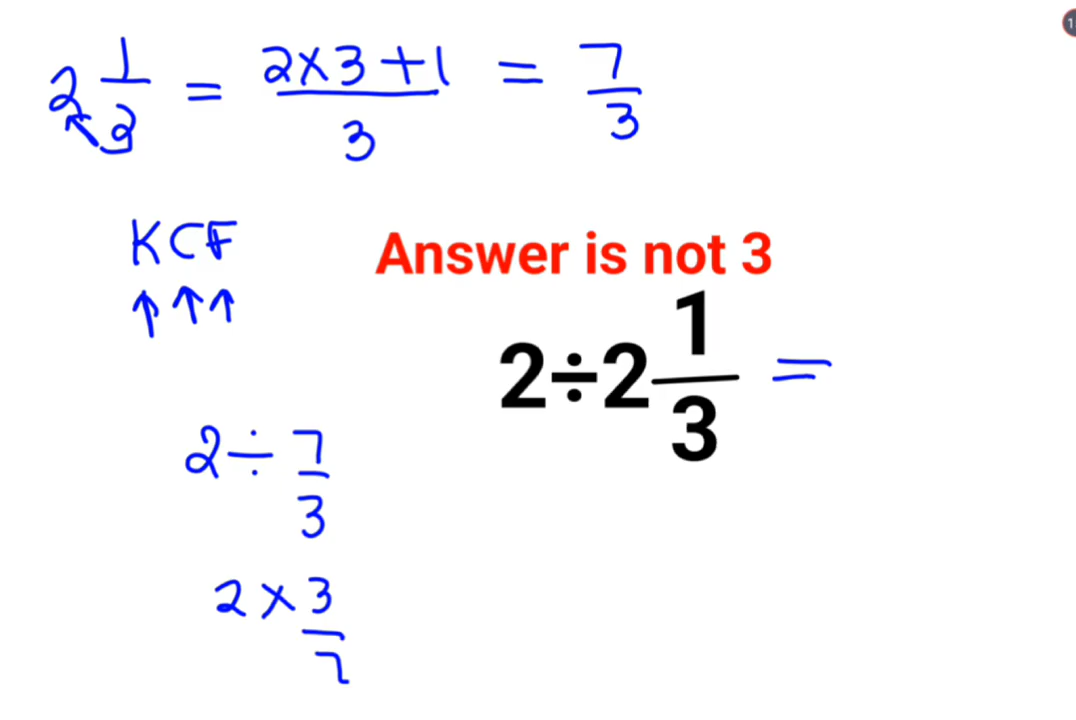 2 1/3 = 2×3+1/3 = 7/3
KCF
↑↑↑
Answer is not 3
2÷2 1/3 =
2÷7/3
2×3/7
1